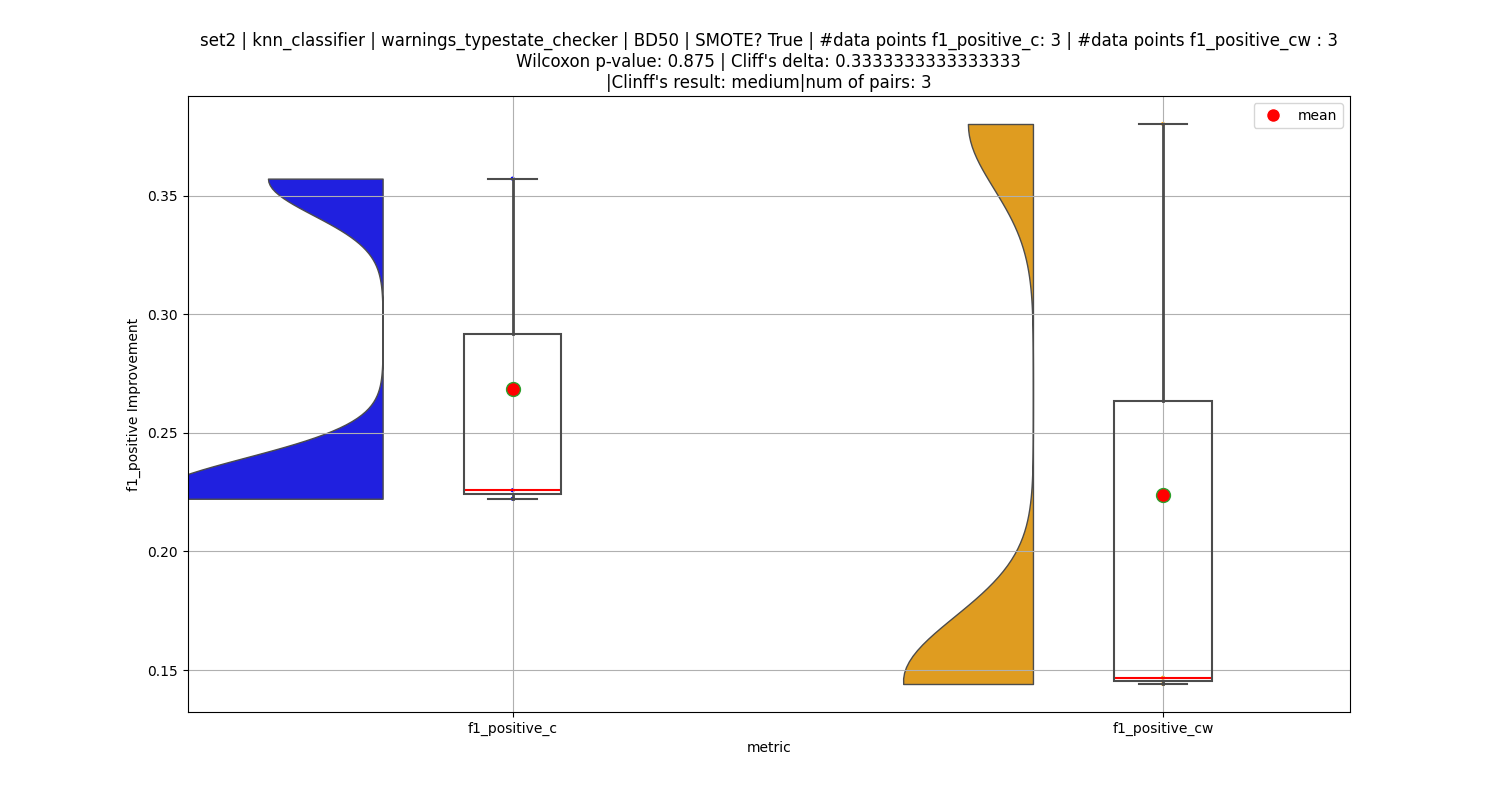 set2 | knn_classifier | warnings_typestate_checker | BD50 | SMOTE? True | #data points f1_positive_c: 3 | #data points f1_positive_cw : 3
Wilcoxon p-value: 0.875 | Cliff's delta: 0.3333333333333333
|Clinff's result: medium|num of pairs: 3
mean
0.35
0.30
0.25
0.20
0.15
f1_positive Improvement
f1_positive_c
f1_positive_cw
metric